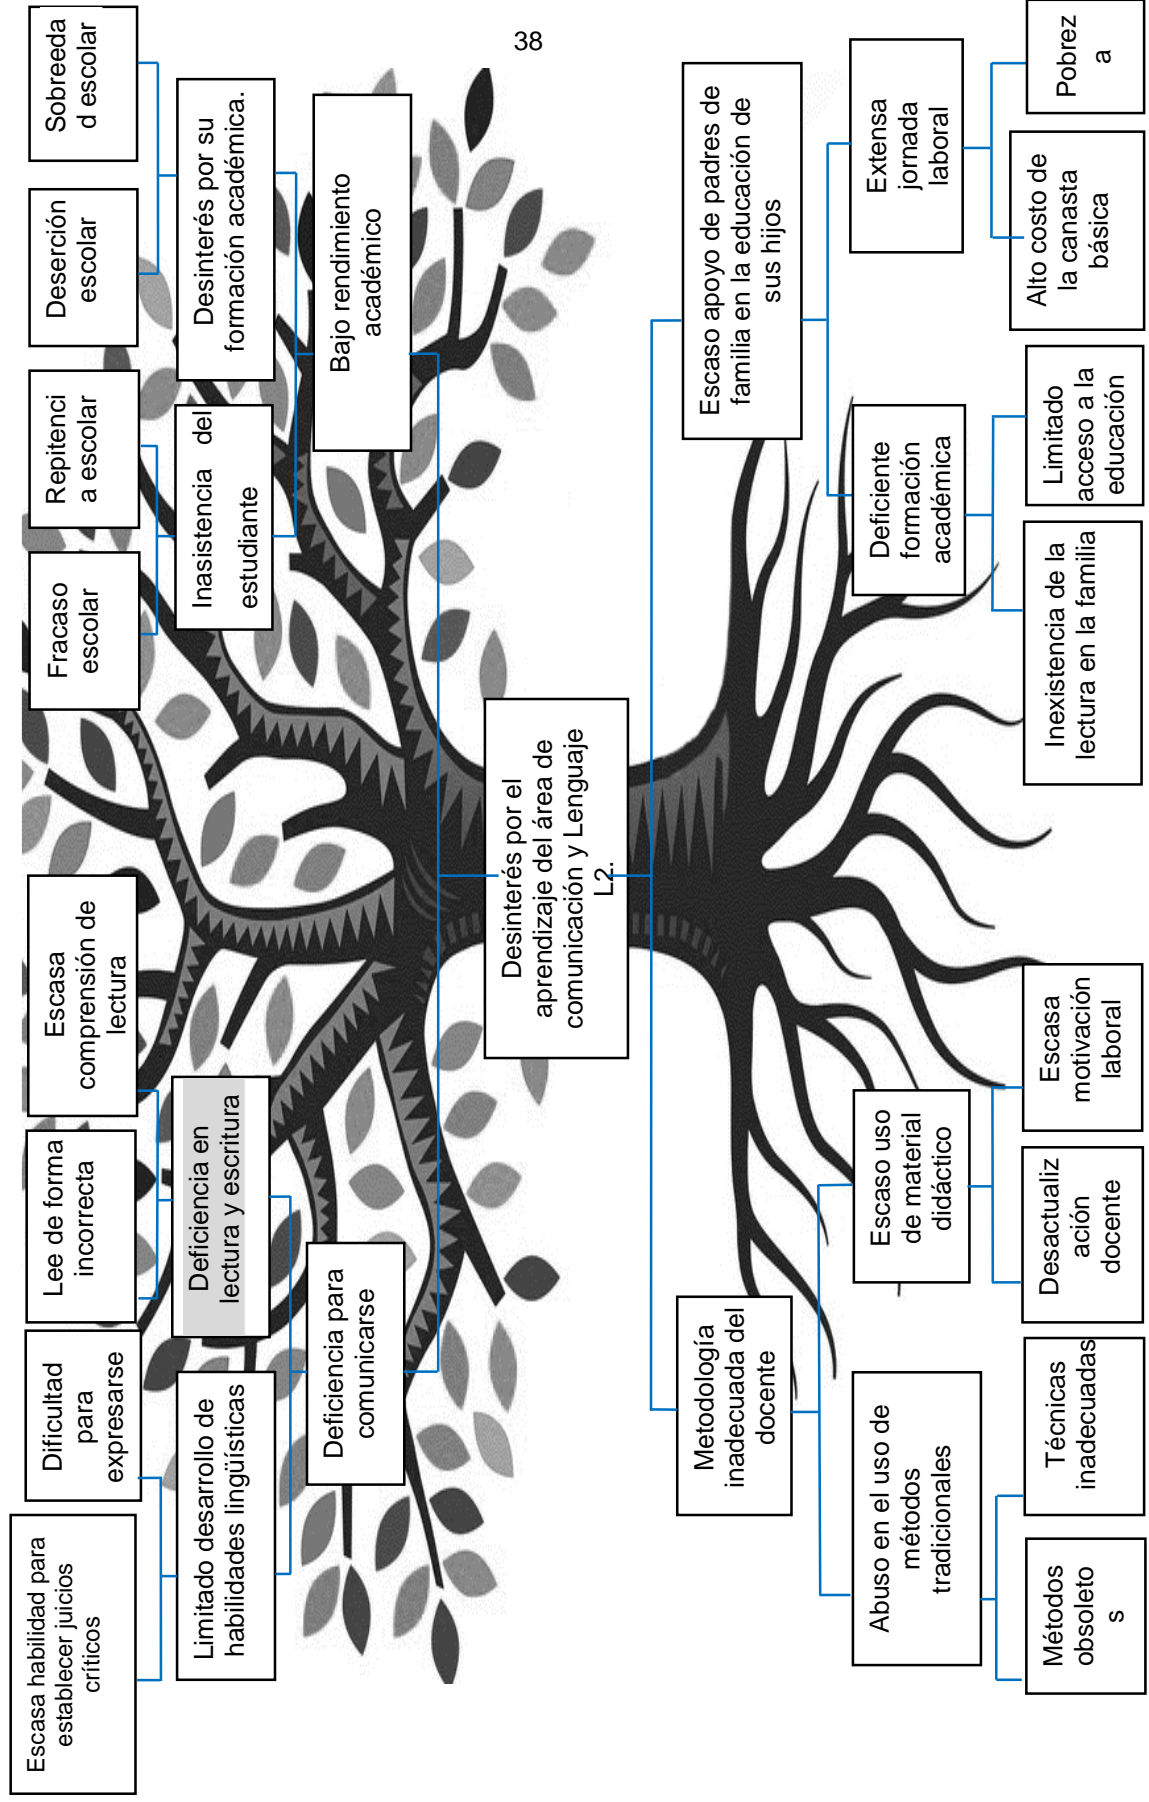 38
Escasa habilidad para
establecer juicios
críticos
Dificultad
para
expresarse
Lee de forma
incorrecta
Escasa
comprensión de
lectura
Fracaso
escolar
Repitenci
a escolar
Deserción
escolar
Sobreeda
d escolar
Limitado desarrollo de
habilidades lingüísticas
Deficiencia en
lectura y escritura
Inasistencia del
estudiante
Desinterés por su
formación académica.
Deficiencia para
comunicarse
Bajo rendimiento
académico
Desinterés por el
aprendizaje del área de
comunicación y Lenguaje
L2.
Metodología
inadecuada del
docente
Escaso apoyo de padres de
familia en la educación de
sus hijos
Abuso en el uso de
métodos
tradicionales
Escaso uso
de material
didáctico
Deficiente
formación
académica
Extensa
jornada
laboral
Métodos
obsoleto
s
Técnicas
inadecuadas
Desactualiz
ación
docente
Escasa
motivación
laboral
Inexistencia de la
lectura en la familia
Limitado
acceso a la
educación
Alto costo de
la canasta
básica
Pobrez
a